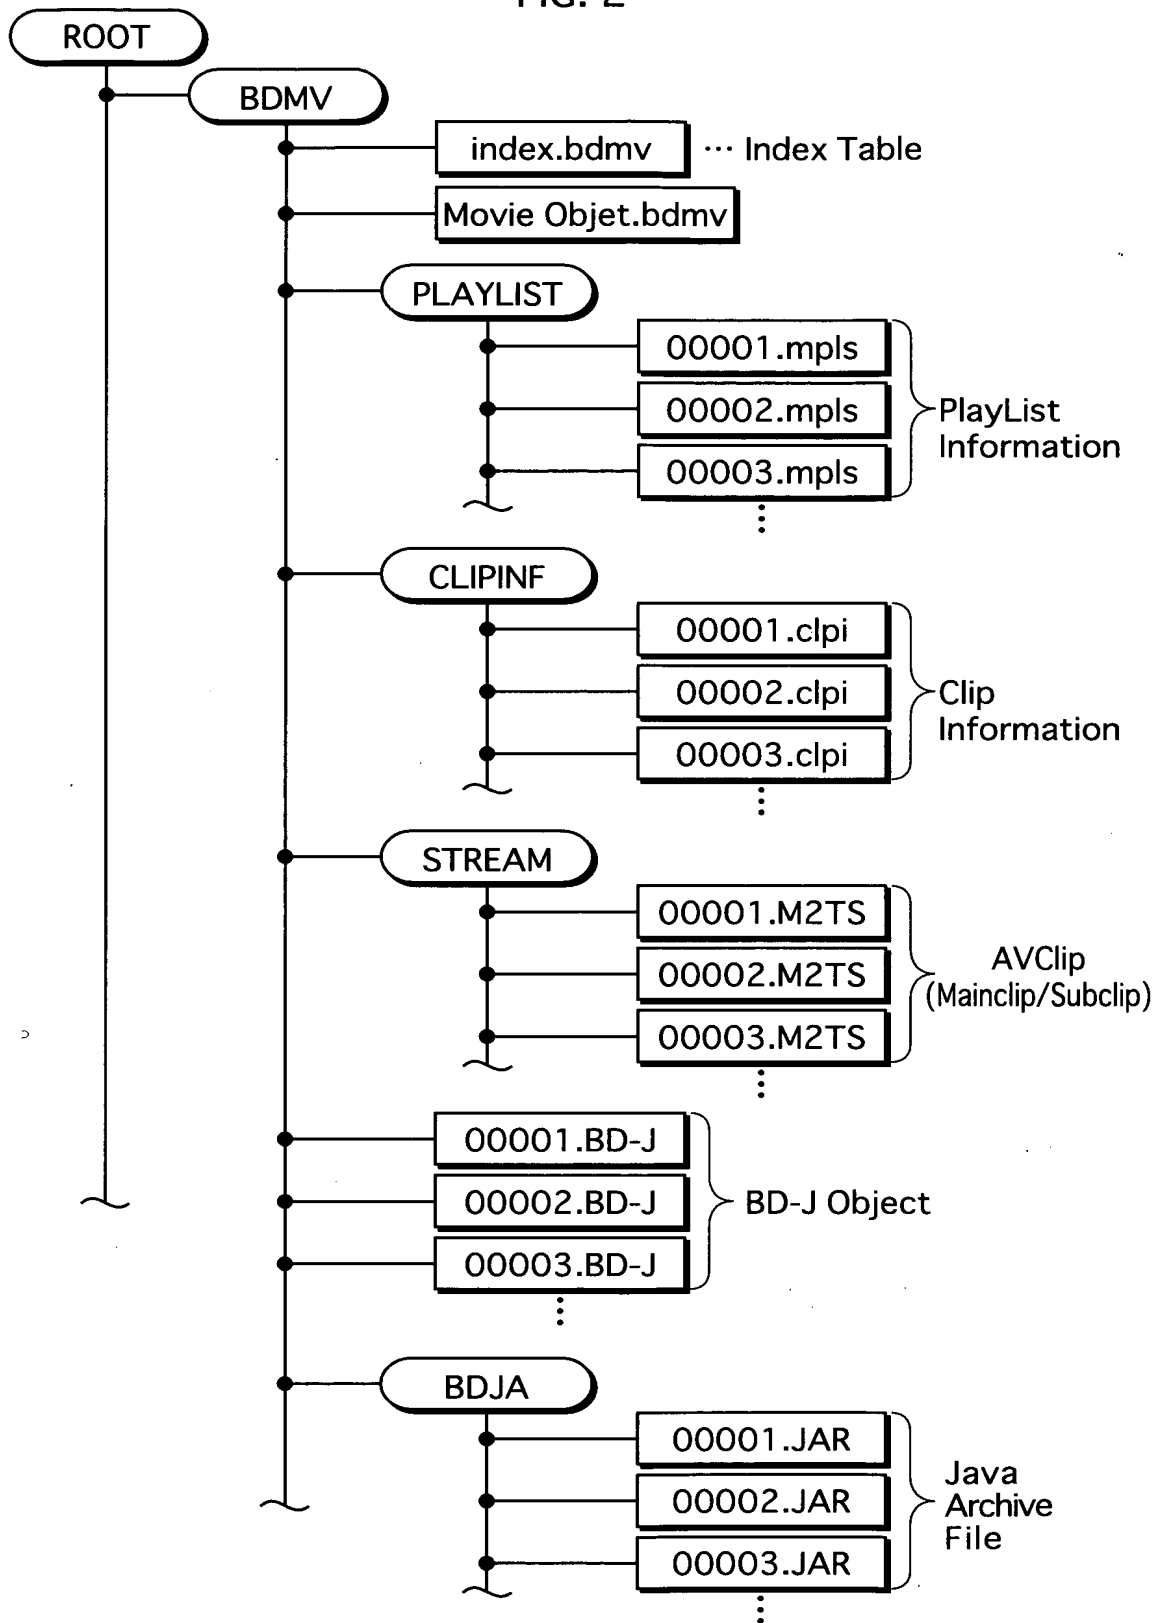 FIG. 2
ROOT
BDMV
index.bdmv ··· Index Table
Movie Objet.bdmv
PLAYLIST
00001.mpls
00002.mpls
00003.mpls
PlayList
Information
CLIPINF
00001.clpi
00002.clpi
00003.clpi
Clip
Information
STREAM
00001.M2TS
00002.M2TS
00003.M2TS
AVClip
(Mainclip/Subclip)
00001.BD-J
00002.BD-J
00003.BD-J
BD-J Object
BDJA
00001.JAR
00002.JAR
00003.JAR
Java
Archive
File